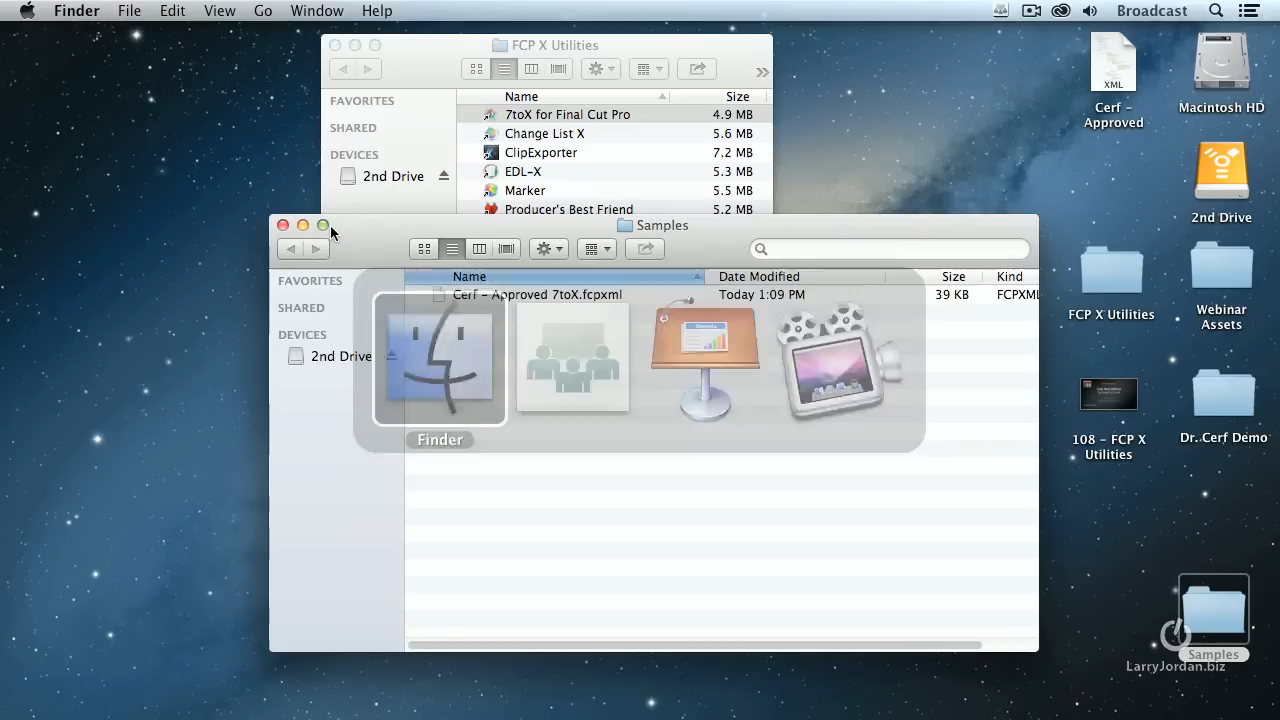 Finder File Edit View Go Window Help Broadcast
FCP X Utilities
FAVORITES
SHARED
DEVICES
2nd Drive
Name Size
7toX for Final Cut Pro 4.9 MB
Change List X 5.6 MB
ClipExporter 7.2 MB
EDL-X 5.3 MB
Marker 5.5 MB
Producer's Best Friend 5.2 MB
Samples
FAVORITES
SHARED
DEVICES
2nd Drive
Name Date Modified Size Kind
Cerf - Approved 7toX.fcpxml Today 1:09 PM 39 KB FCPXML
Finder
XML
Cerf -
Approved
Macintosh HD
2nd Drive
FCP X Utilities
Webinar
Assets
108 - FCP X
Utilities
Dr. Cerf Demo
Samples
LarryJordan.biz